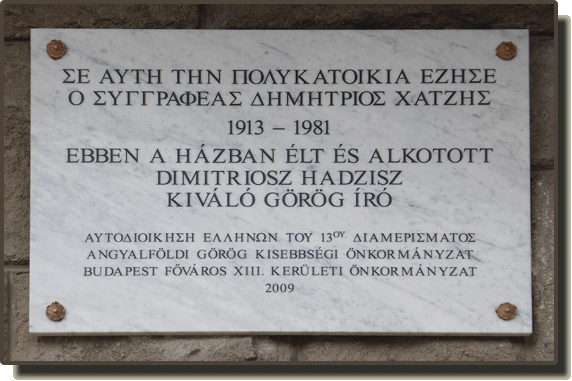 ΣΕ ΑΥΤΗ ΤΗΝ ΠΟΛΥΚΑΤΟΙΚΙΑ ΕΖΗΣΕ
Ο ΣΥΓΓΡΑΦΕΑΣ ΔΗΜΗΤΡΙΟΣ ΧΑΤΖΗΣ
1913 – 1981
EBBEN A HÁZBAN ÉLT ÉS ALKOTOTT
DIMITRIOSZ HADZISZ
KIVÁLÓ GÖRÖG ÍRÓ
ΑΥΤΟΔΙΟΙΚΗΣΗ ΕΛΛΗΝΩΝ ΤΟΥ 13ΟΥ ΔΙΑΜΕΡΙΣΜΑΤΟΣ
ANGYALFÖLDI GÖRÖG KISEBBSÉGI ÖNKORMÁNYZAT
BUDAPEST FŐVÁROS XIII. KERÜLETI ÖNKORMÁNYZAT
2009